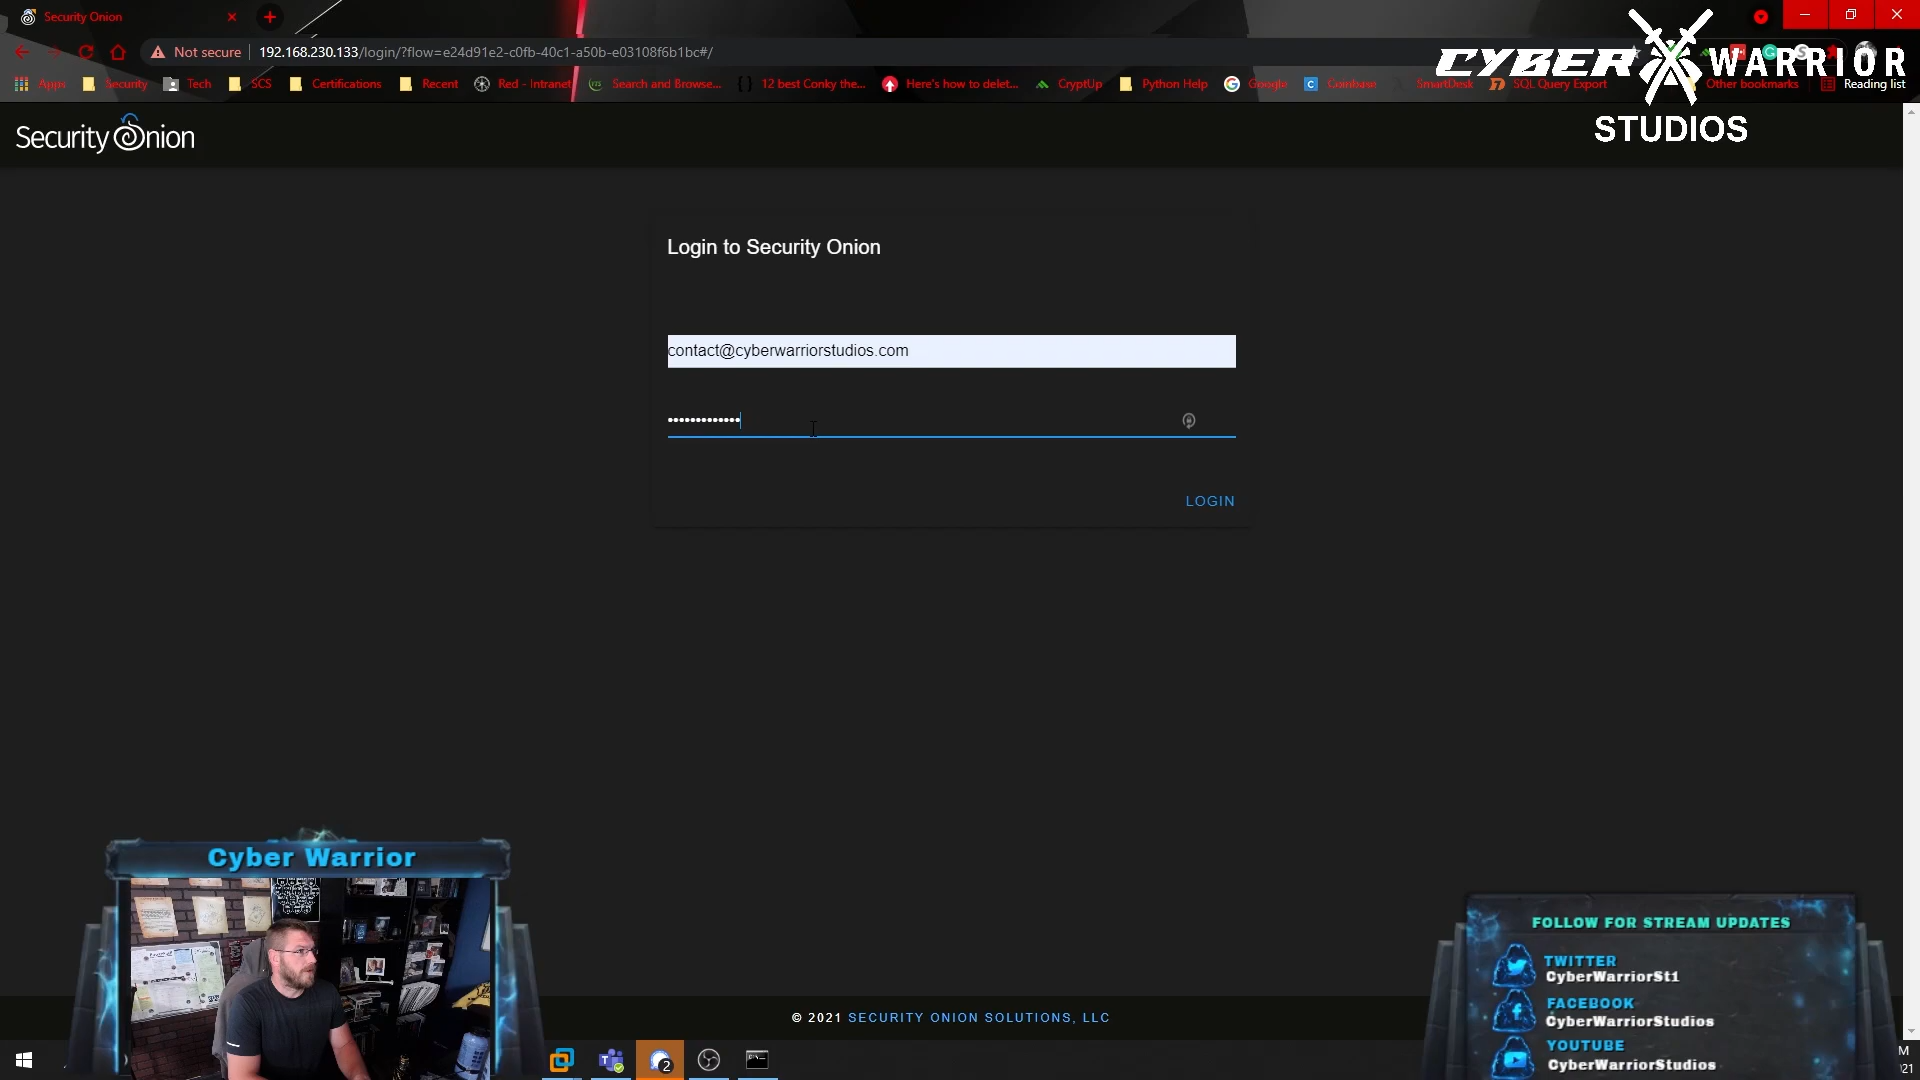 Security Onion
Not secure
192.168.230.133/login/?flow=e24d91e2-c0fb-40c1-a50b-e03108f6b1bc#/
Apps
Security
Tech
SCS
Certifications
Recent
Red - Intranet
Search and Browse...
12 best Conky the...
Here's how to delet...
CryptUp
Python Help
Google
Coinbase
SmartDesk
SQL Query Export
Other bookmarks
Reading list
CYBER WARRIOR
STUDIOS
Security Onion
Login to Security Onion
contact@cyberwarriorstudios.com
•••••••••••••
LOGIN
Cyber Warrior
FOLLOW FOR STREAM UPDATES
TWITTER
CyberWarriorSt1
FACEBOOK
CyberWarriorStudios
YOUTUBE
CyberWarriorStudios
© 2021 SECURITY ONION SOLUTIONS, LLC
2
M
21